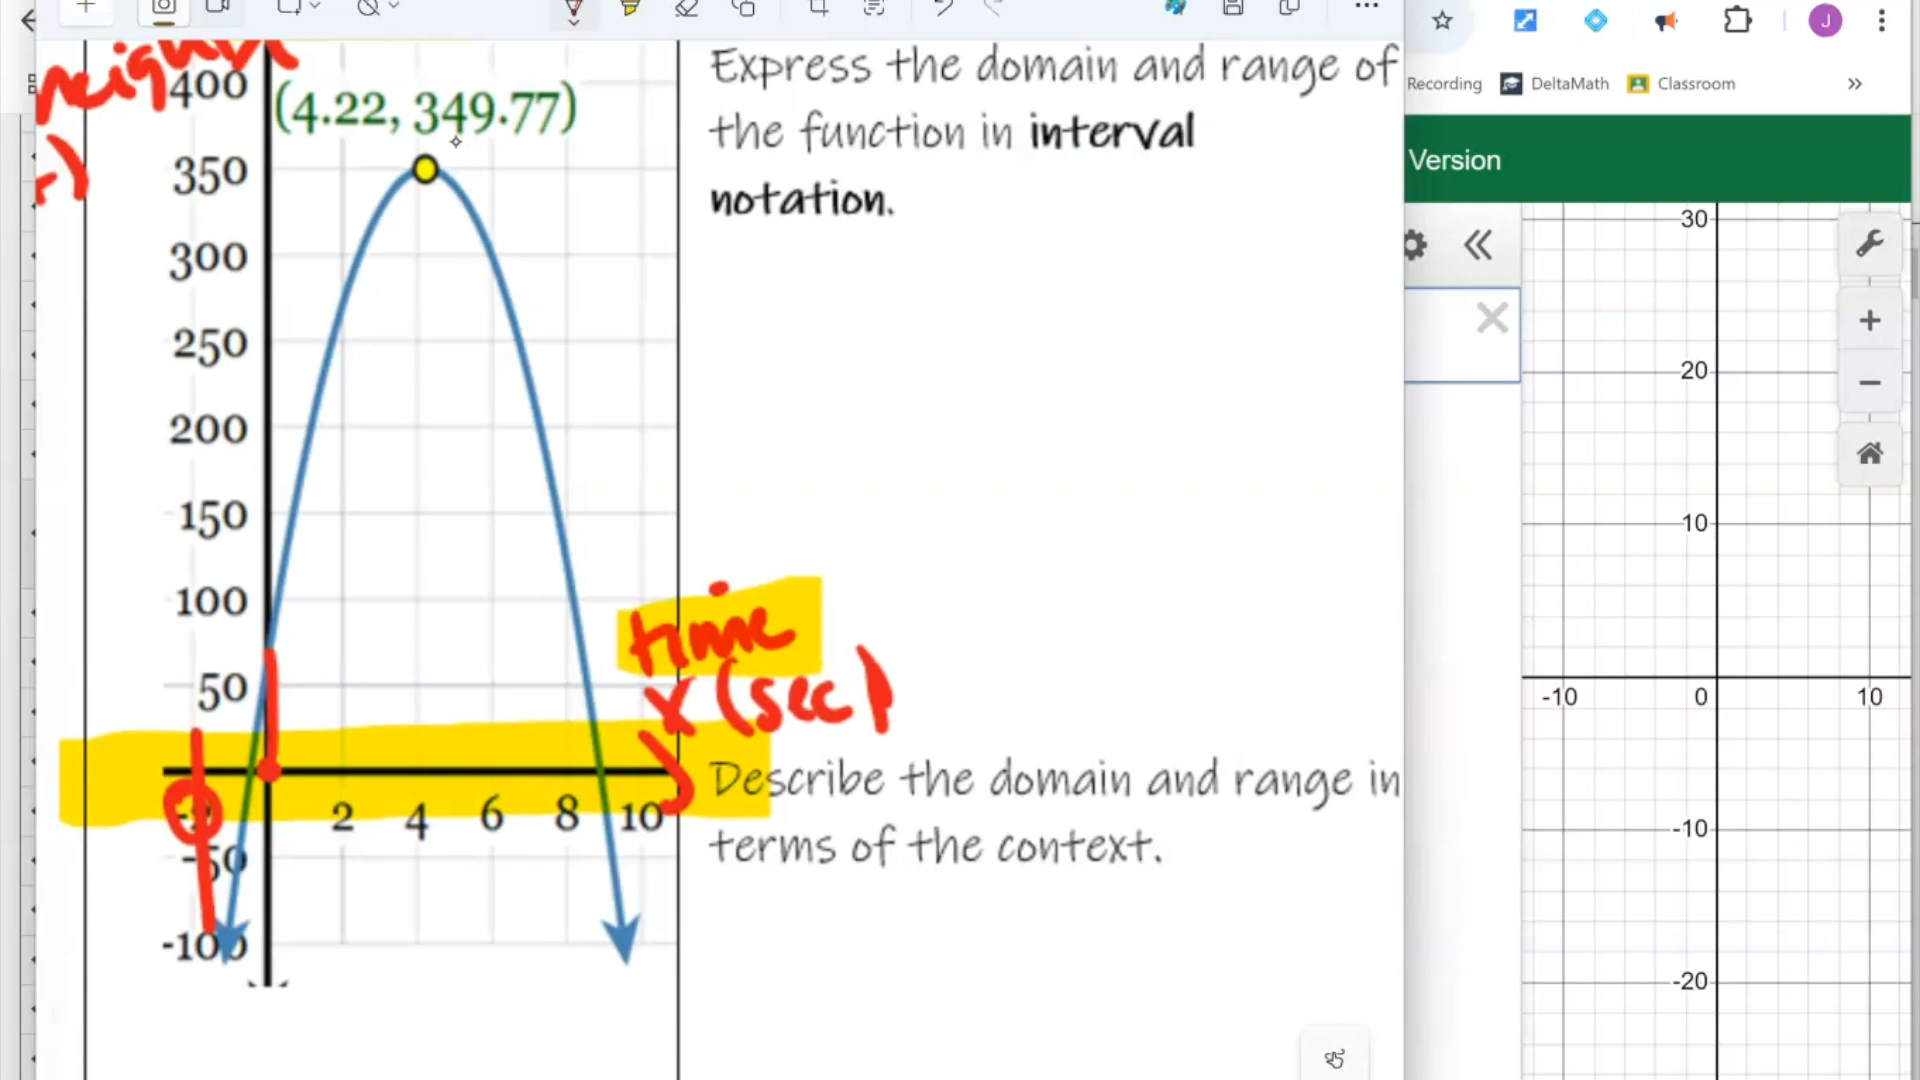 height
400
(4.22, 349.77)
350
300
250
200
150
100
50
-50
-100
2
4
6
8
10
time
x (sec)
Express the domain and range of
the function in interval
notation.
Describe the domain and range in
terms of the context.
J
Recording
DeltaMath
Classroom
Version
30
20
10
-10
0
10
-10
-20